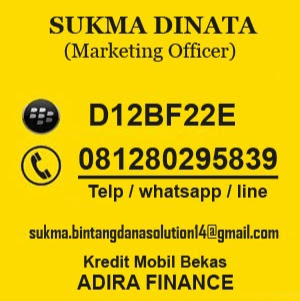 SUKMA DINATA
(Marketing Officer)
D12BF22E
081280295839
Telp / whatsapp / line
sukma.bintangdanasolution14@gmail.com
Kredit Mobil Bekas
ADIRA FINANCE